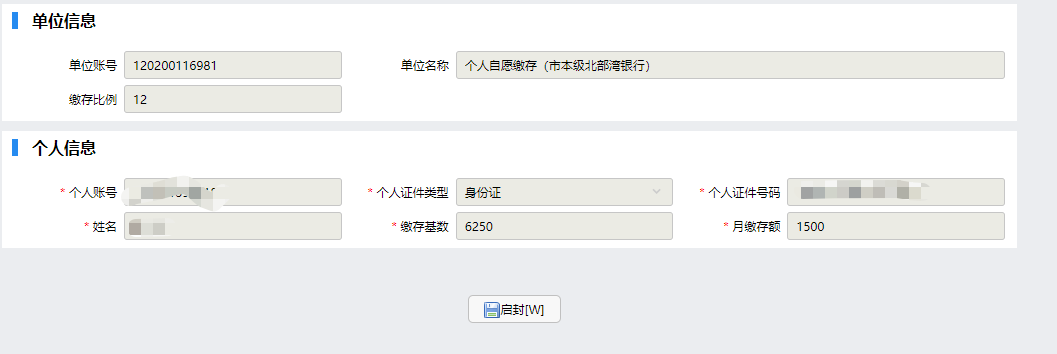 单位信息
单位账号 120200116981 单位名称 个人自愿缴存（市本级北部湾银行）
缴存比例 12
个人信息
* 个人账号 * 个人证件类型 身份证 * 个人证件号码
* 姓名 * 缴存基数 6250 * 月缴存额 1500
启封[W]